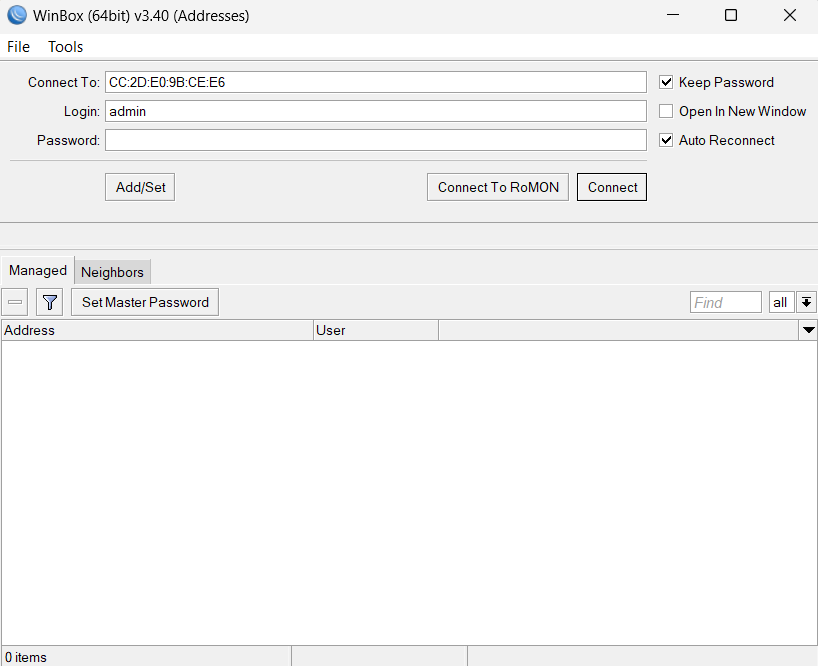 WinBox (64bit) v3.40 (Addresses)
File Tools
Connect To: CC:2D:E0:9B:CE:E6 Keep Password
Login: admin Open In New Window
Password: Auto Reconnect
Add/Set Connect To RoMON Connect
Managed Neighbors
Set Master Password Find all
Address User
0 items